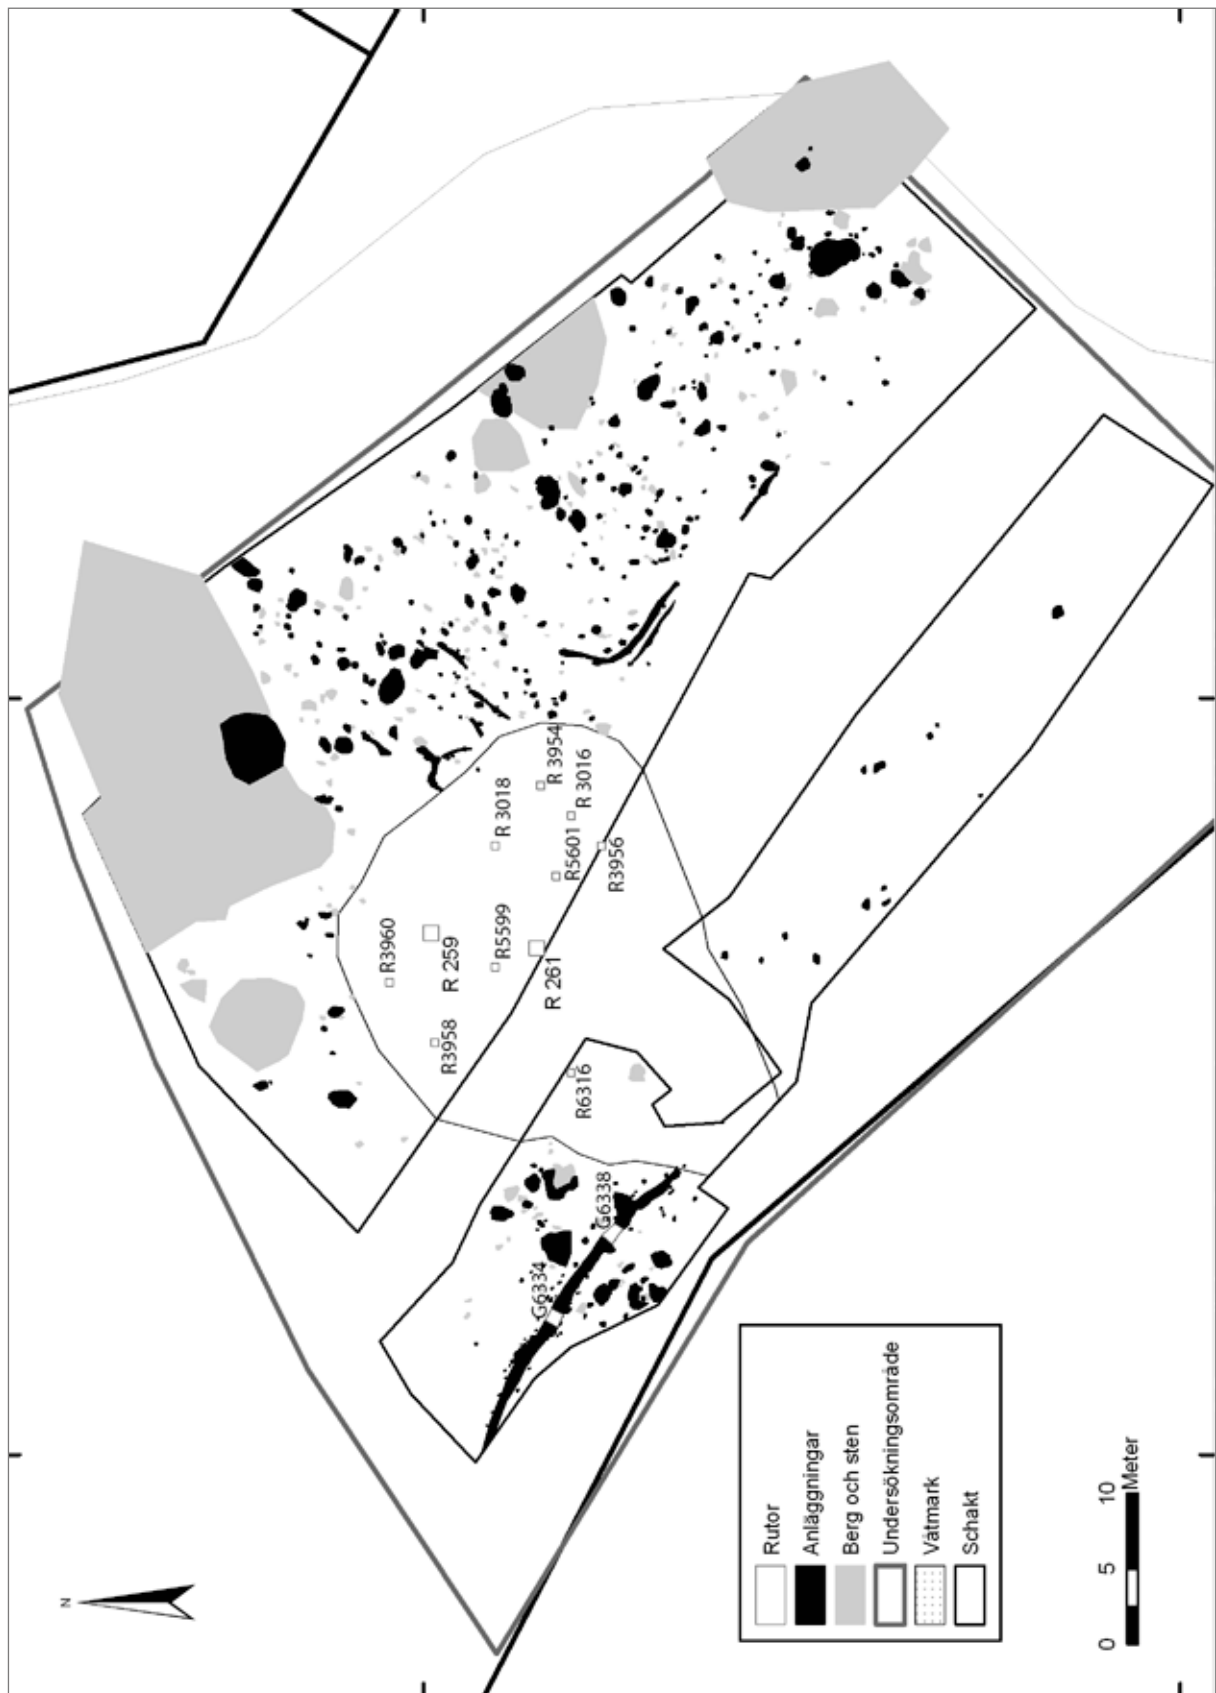 N
R3960
R 259
R3958
R5599
R 261
R 3018
R 3954
R 3016
R5601
R3956
R6316
G6338
G6334
Rutor
Anläggningar
Berg och sten
Undersökningsområde
Våtmark
Schakt
0 5 10
Meter